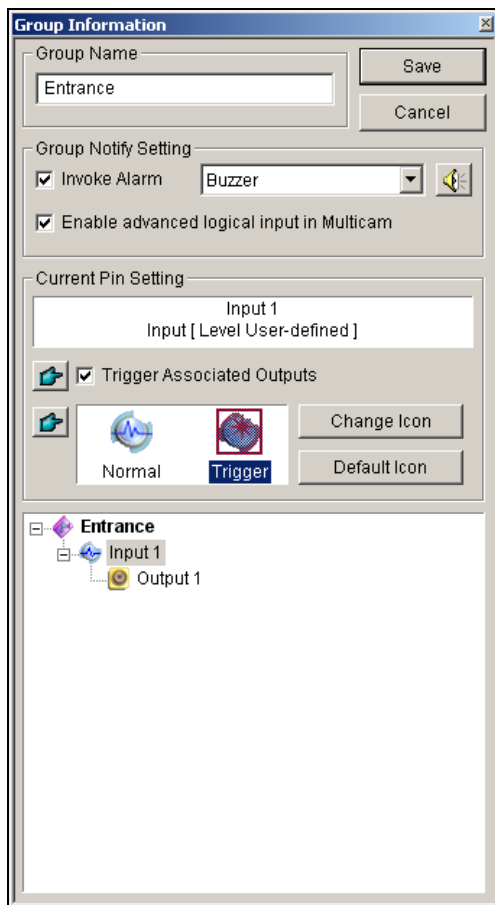 Group Information
Group Name
Save
Entrance
Cancel
Group Notify Setting
Invoke Alarm
Buzzer
Enable advanced logical input in Multicam
Current Pin Setting
Input 1
Input [ Level User-defined ]
Trigger Associated Outputs
Normal
Trigger
Change Icon
Default Icon
Entrance
Input 1
Output 1